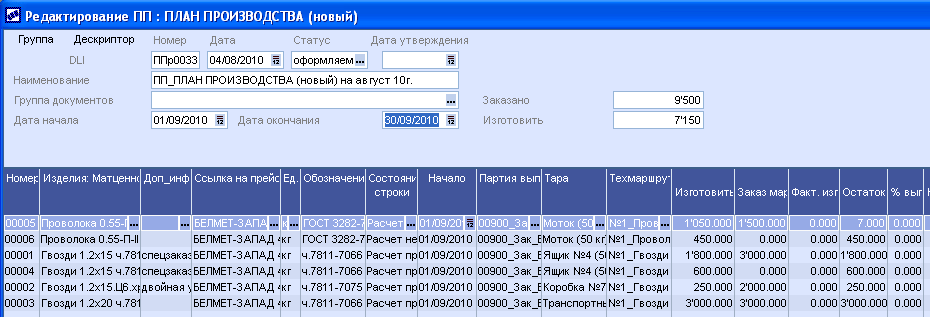 Редактирование ПП : ПЛАН ПРОИЗВОДСТВА (новый)
Группа Дескриптор Номер Дата Статус Дата утверждения
DLI ППр0033 04/08/2010 оформляем ...
Наименование ПП_ПЛАН ПРОИЗВОДСТВА (новый) на август 10г.
Группа документов ... Заказано 9'500
Дата начала 01/09/2010 Дата окончания 30/09/2010 Изготовить 7'150
Номер Изделия: Матценно Доп_инф Ссылка на прейс Ед. Обозначени Состояни строки Начало Партия вып Тара Техмаршрут Изготовить Заказ мар Факт. изг Остаток % вып
00005 Проволока 0.55-П ... ... БЕЛМЕТ-ЗАПА ... к ... ГОСТ 3282-7 Расчет ... 01/09/20 00900_За ... Моток (50 ... №1_Пров ... 1'050.000 1'500.000 0.000 7.000 0.000
00006 Проволока 0.55-П-II БЕЛМЕТ-ЗАПАД кг ГОСТ 3282-7 Расчет не 01/09/2010 00900_Зак_Е Моток (50 кг №1_Провол 450.000 0.000 0.000 450.000 0.000
00001 Гвозди 1.2х15 ч.781 спецзаказ БЕЛМЕТ-ЗАПАД кг ч.7811-7066 Расчет пр 01/09/2010 00900_Зак_Е Ящик №4 (5 №1_Гвозди 1'800.000 3'000.000 0.000 1'800.000 0.000
00004 Гвозди 1.2х15 ч.781 спецзаказ БЕЛМЕТ-ЗАПАД кг ч.7811-7066 Расчет пр 01/09/2010 00900_Зак_Е Ящик №4 (5 №1_Гвозди 600.000 0.000 0.000 600.000 0.000
00002 Гвозди 1.2х15.Ц6.х двойная у БЕЛМЕТ-ЗАПАД кг ч.7811-7075 Расчет пр 01/09/2010 00900_Зак_Е Коробка №7 №1_Гвозди 250.000 2'000.000 0.000 250.000 0.000
00003 Гвозди 1.2х20 ч.781 БЕЛМЕТ-ЗАПАД кг ч.7811-7066 Расчет пр 01/09/2010 00900_Зак_Е Транспортны №1_Гвозди 3'000.000 3'000.000 0.000 3'000.000 0.000